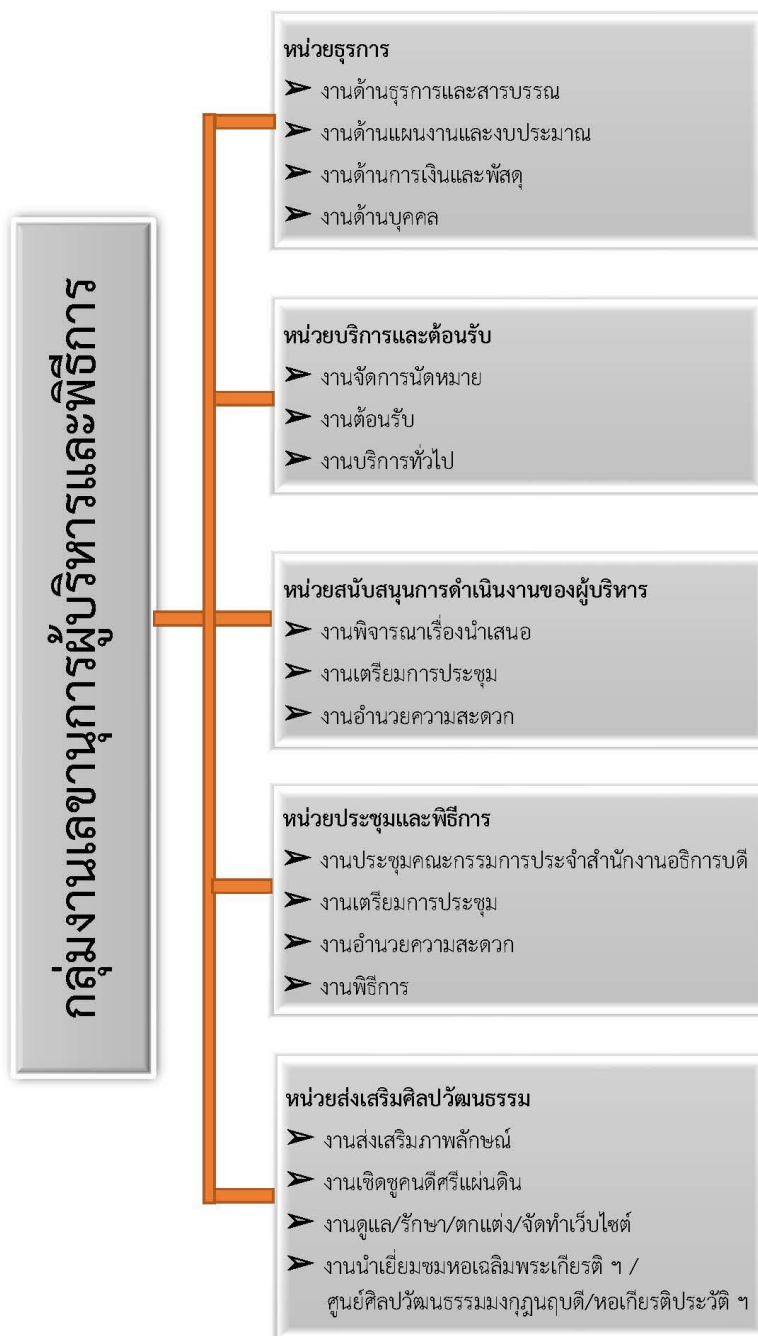 กลุ่มงานเลขานุการผู้บริหารและพิธีการ
หน่วยธุรการ
➢ งานด้านธุรการและสารบรรณ
➢ งานด้านแผนงานและงบประมาณ
➢ งานด้านการเงินและพัสดุ
➢ งานด้านบุคคล
หน่วยบริการและต้อนรับ
➢ งานจัดการนัดหมาย
➢ งานต้อนรับ
➢ งานบริการทั่วไป
หน่วยสนับสนุนการดำเนินงานของผู้บริหาร
➢ งานพิจารณาเรื่องนำเสนอ
➢ งานเตรียมการประชุม
➢ งานอำนวยความสะดวก
หน่วยประชุมและพิธีการ
➢ งานประชุมคณะกรรมการประจำสำนักงานอธิการบดี
➢ งานเตรียมการประชุม
➢ งานอำนวยความสะดวก
➢ งานพิธีการ
หน่วยส่งเสริมศิลปวัฒนธรรม
➢ งานส่งเสริมภาพลักษณ์
➢ งานเชิดชูคนดีศรีแผ่นดิน
➢ งานดูแล/รักษา/ตกแต่ง/จัดทำเว็บไซต์
➢ งานนำเยี่ยมชมหอเฉลิมพระเกียรติ ฯ /
ศูนย์ศิลปวัฒนธรรมมงกุฎนฤบดี/หอเกียรติประวัติ ฯ